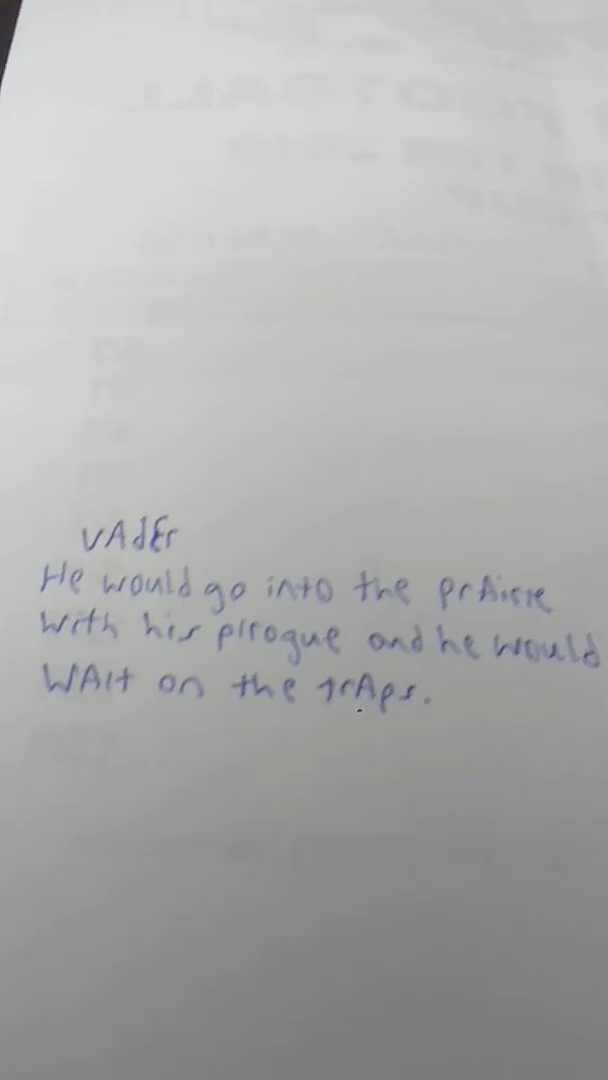 VAdEr
He would go into the prAirie
with his pirogue and he would
WAIt on the trAps.